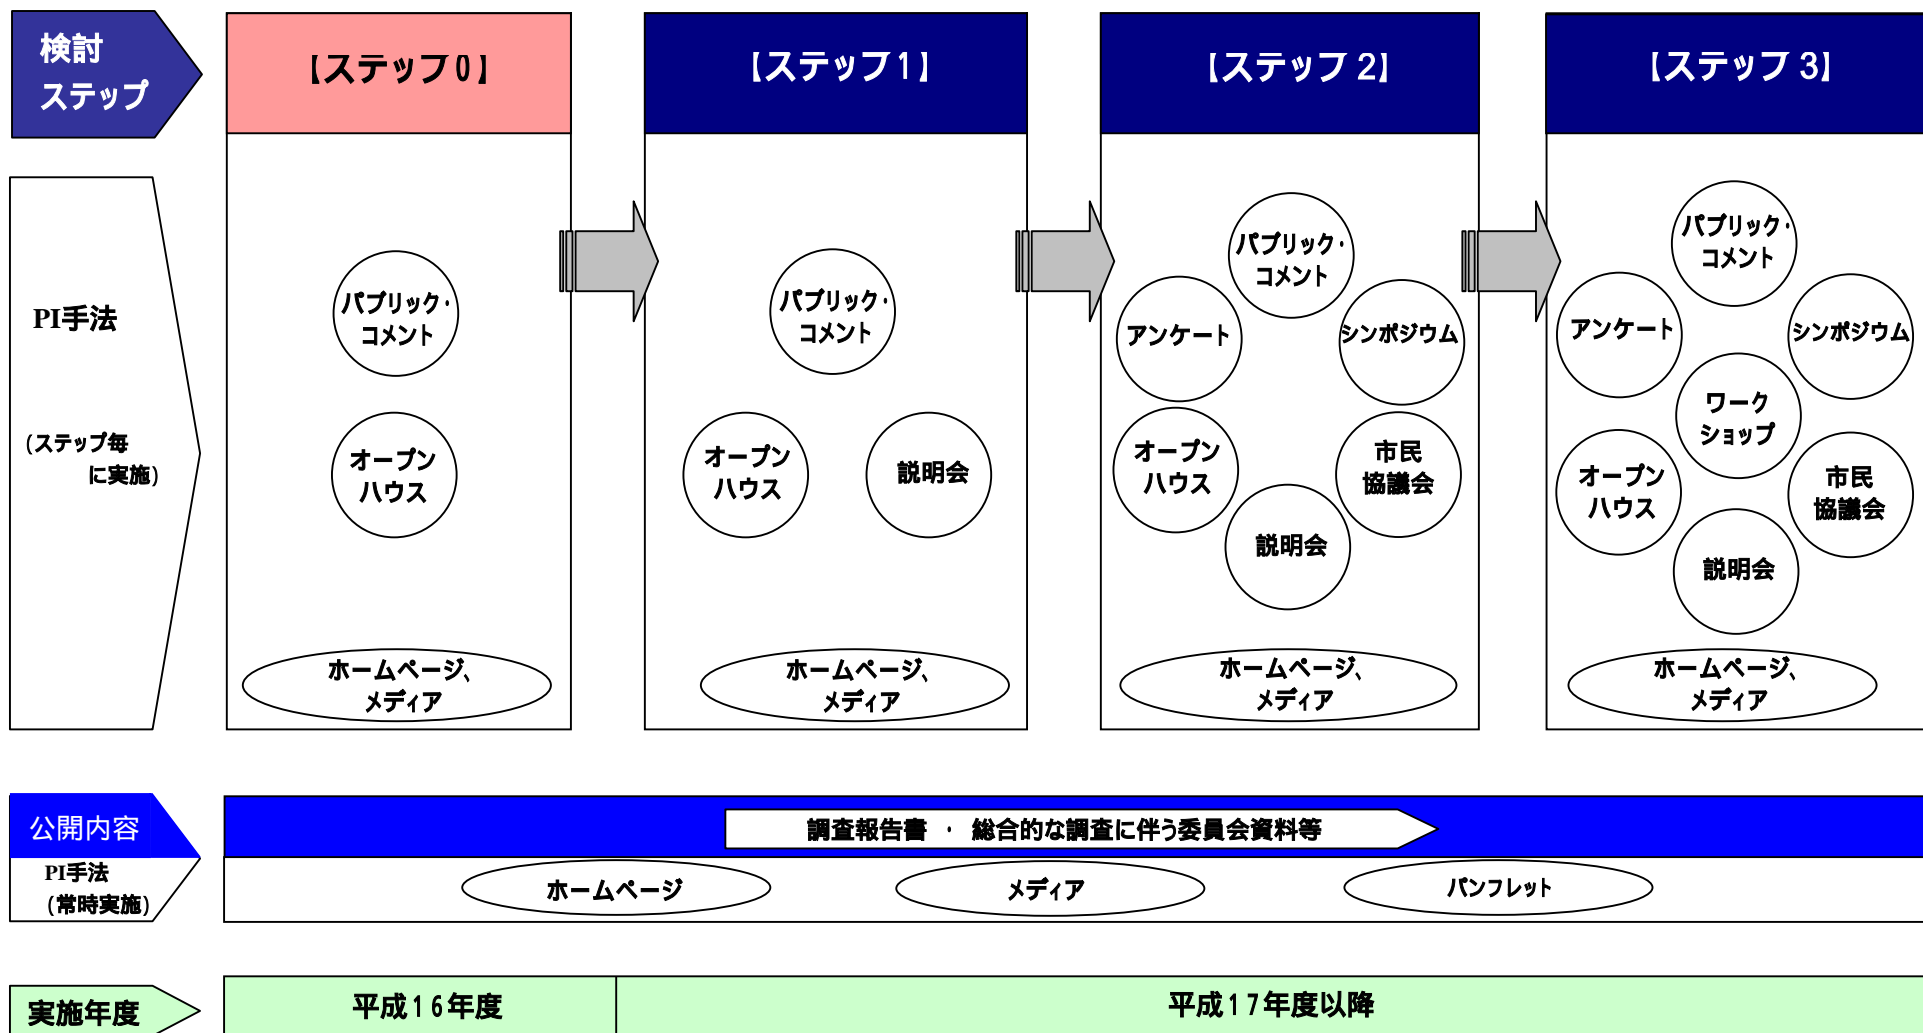 検討
ステップ
【ステップ0】
【ステップ1】
【ステップ2】
【ステップ3】
PI手法
(ステップ毎
に実施)
パブリック・
コメント
オープン
ハウス
ホームページ、
メディア
パブリック・
コメント
オープン
ハウス
説明会
ホームページ、
メディア
パブリック・
コメント
アンケート
シンポジウム
オープン
ハウス
市民
協議会
説明会
ホームページ、
メディア
パブリック・
コメント
アンケート
シンポジウム
ワーク
ショップ
オープン
ハウス
市民
協議会
説明会
ホームページ、
メディア
公開内容
調査報告書 ・ 総合的な調査に伴う委員会資料等
PI手法
(常時実施)
ホームページ
メディア
パンフレット
実施年度
平成16年度
平成17年度以降